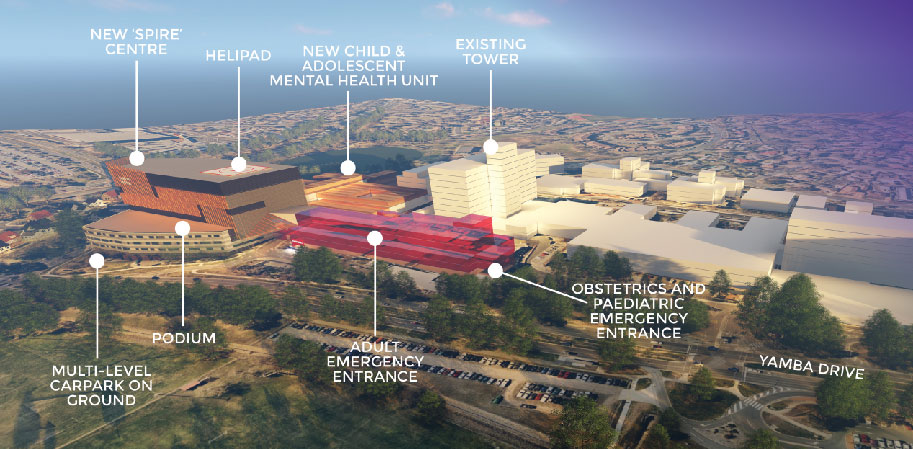 NEW 'SPIRE'
CENTRE
HELIPAD
NEW CHILD &
ADOLESCENT
MENTAL HEALTH UNIT
EXISTING
TOWER
OBSTETRICS AND
PAEDIATRIC
EMERGENCY
ENTRANCE
PODIUM
ADULT
EMERGENCY
ENTRANCE
MULTI-LEVEL
CARPARK ON
GROUND
YAMBA DRIVE